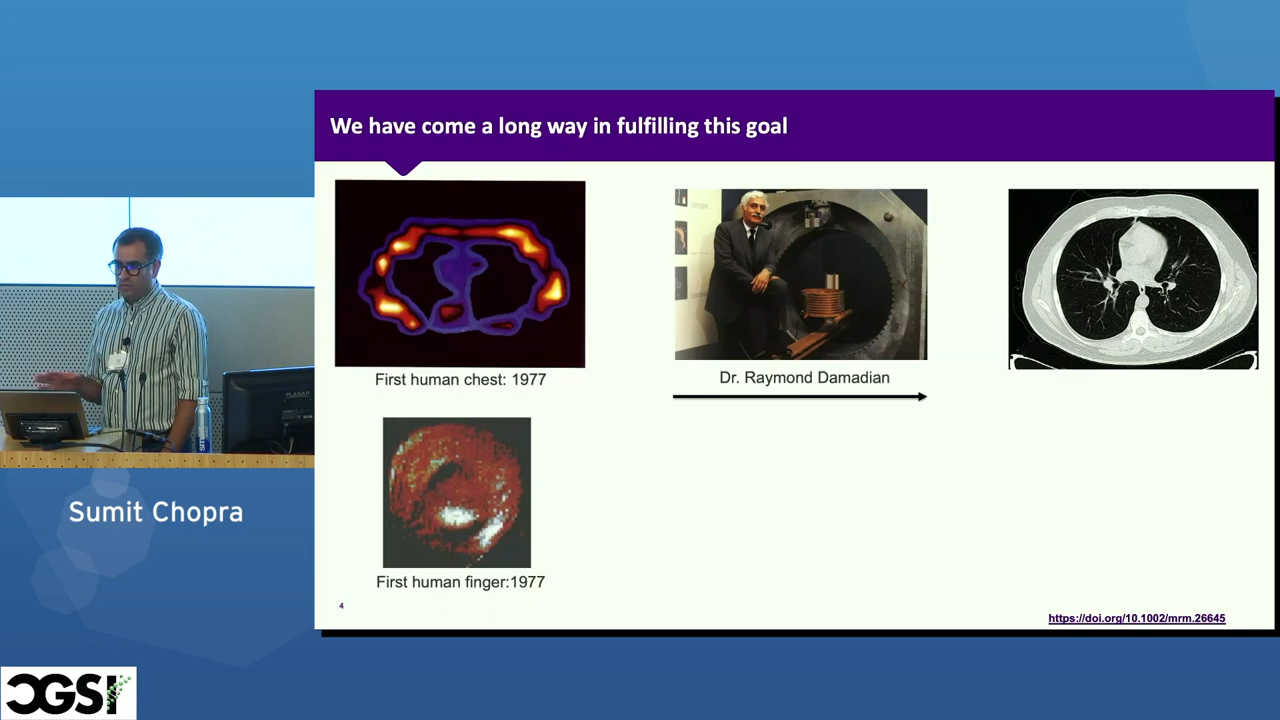 We have come a long way in fulfilling this goal
First human chest: 1977
Dr. Raymond Damadian
First human finger:1977
4
https://doi.org/10.1002/mrm.26645
PLANAR
Sumit Chopra
CGSI